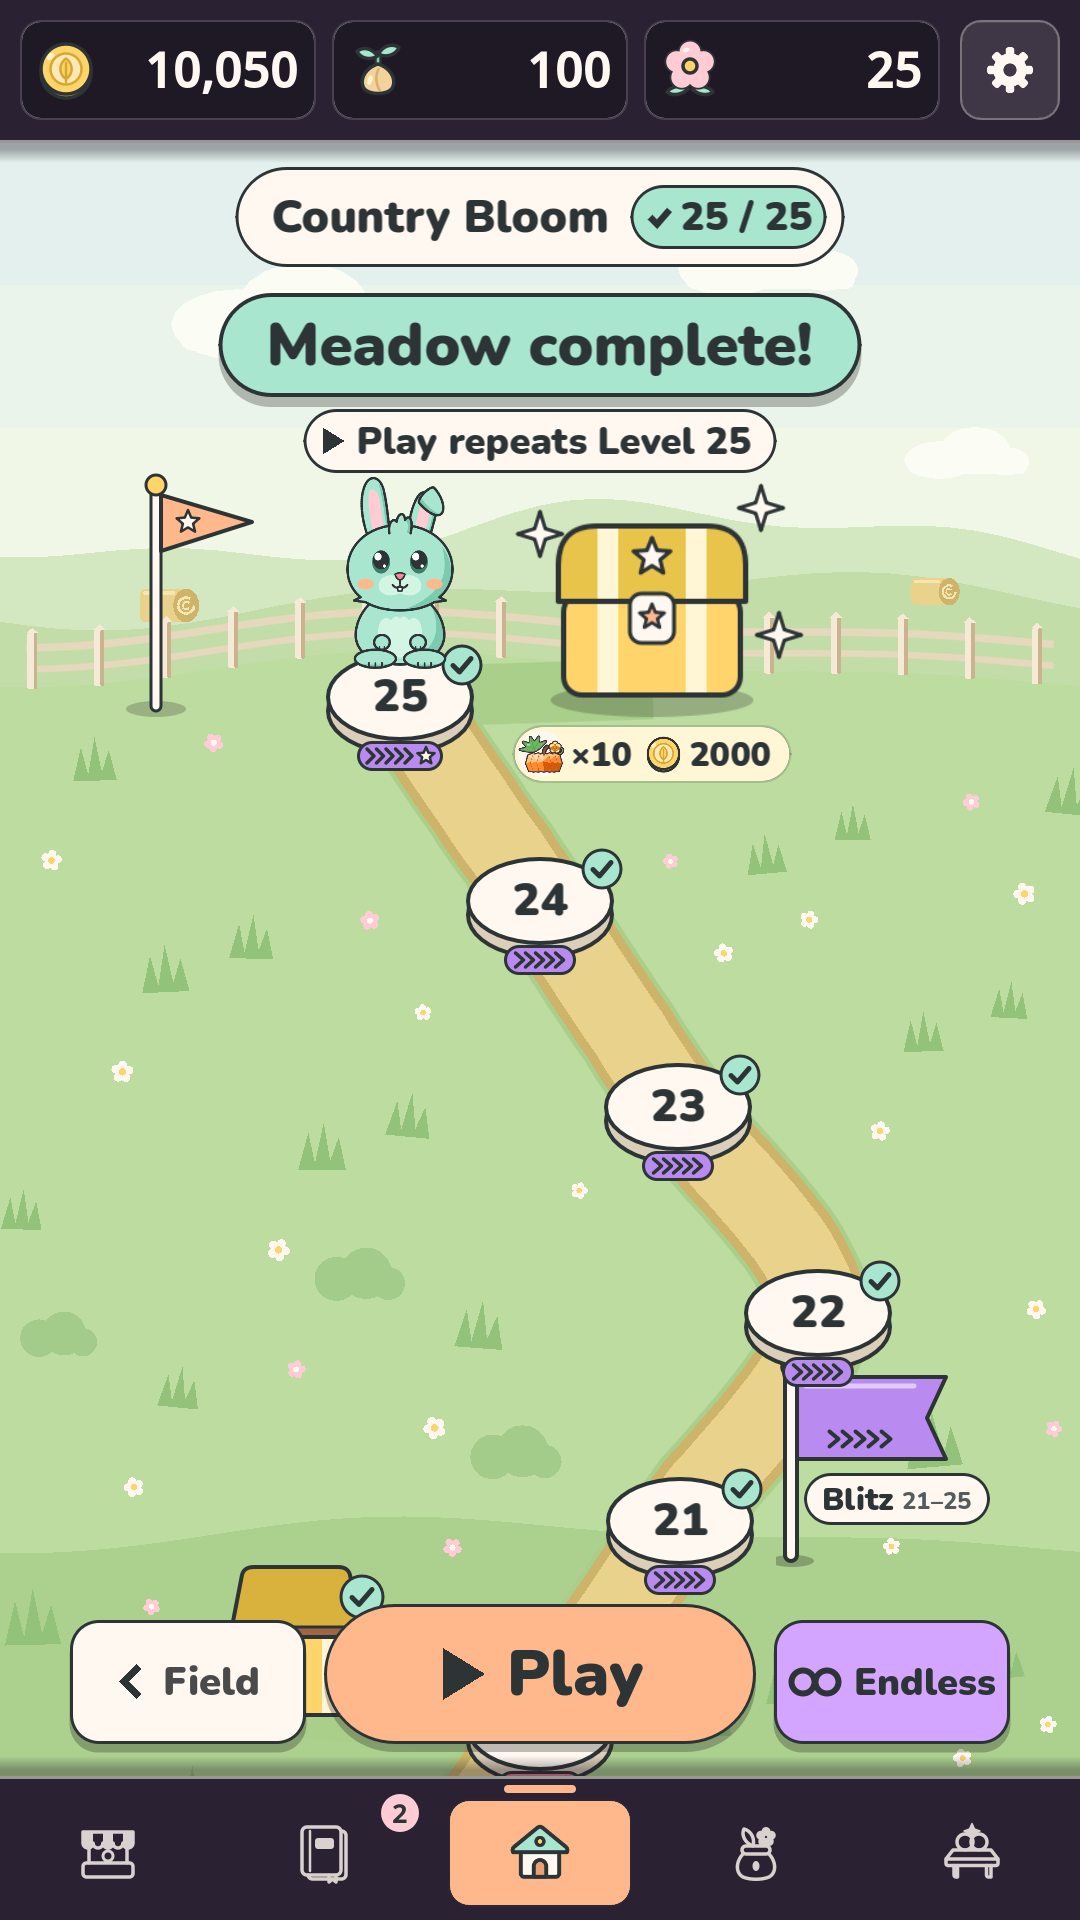 10,050
100
25
Country Bloom
25 / 25
Meadow complete!
Play repeats Level 25
25
×10
2000
24
23
22
21
Blitz 21–25
Field
Play
Endless
2